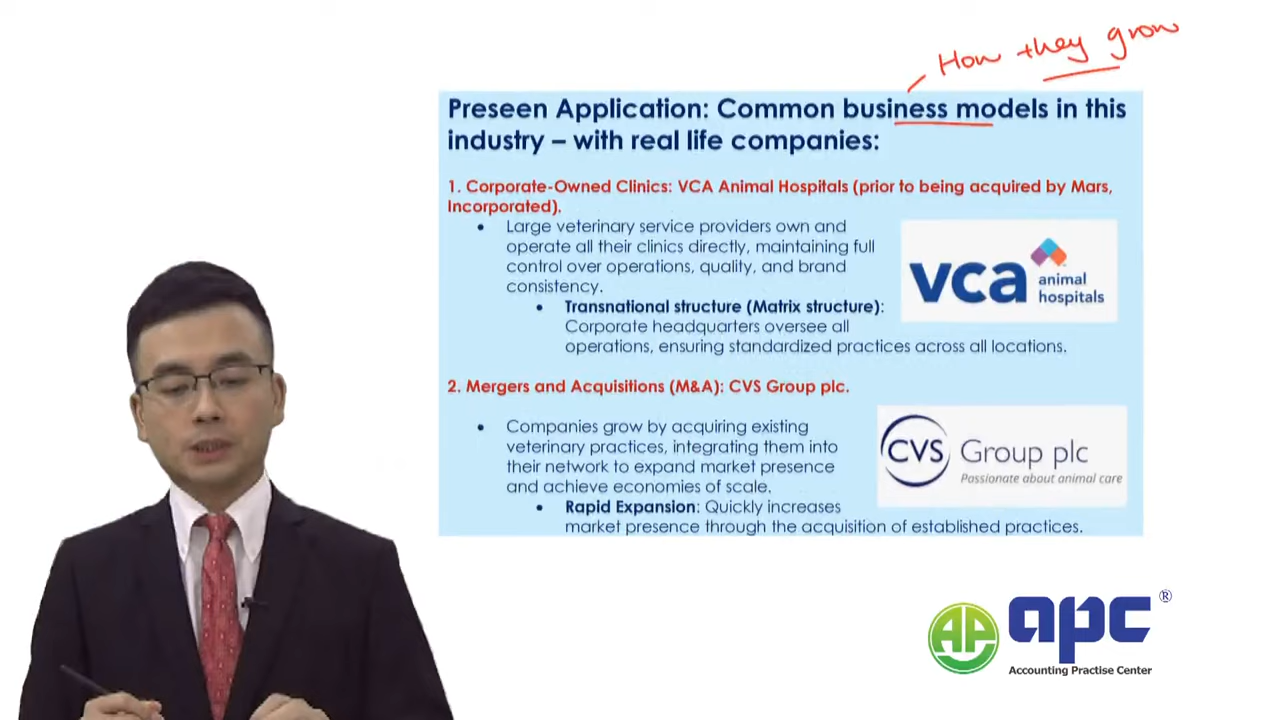 How they grow
Preseen Application: Common business models in this
industry – with real life companies:
1. Corporate-Owned Clinics: VCA Animal Hospitals (prior to being acquired by Mars,
Incorporated).
• Large veterinary service providers own and
operate all their clinics directly, maintaining full
control over operations, quality, and brand
consistency.
• Transnational structure (Matrix structure):
Corporate headquarters oversee all
operations, ensuring standardized practices across all locations.
vca animal
hospitals
2. Mergers and Acquisitions (M&A): CVS Group plc.
• Companies grow by acquiring existing
veterinary practices, integrating them into
their network to expand market presence
and achieve economies of scale.
• Rapid Expansion: Quickly increases
market presence through the acquisition of established practices.
CVS Group plc
Passionate about animal care
AP apc®
Accounting Practise Center